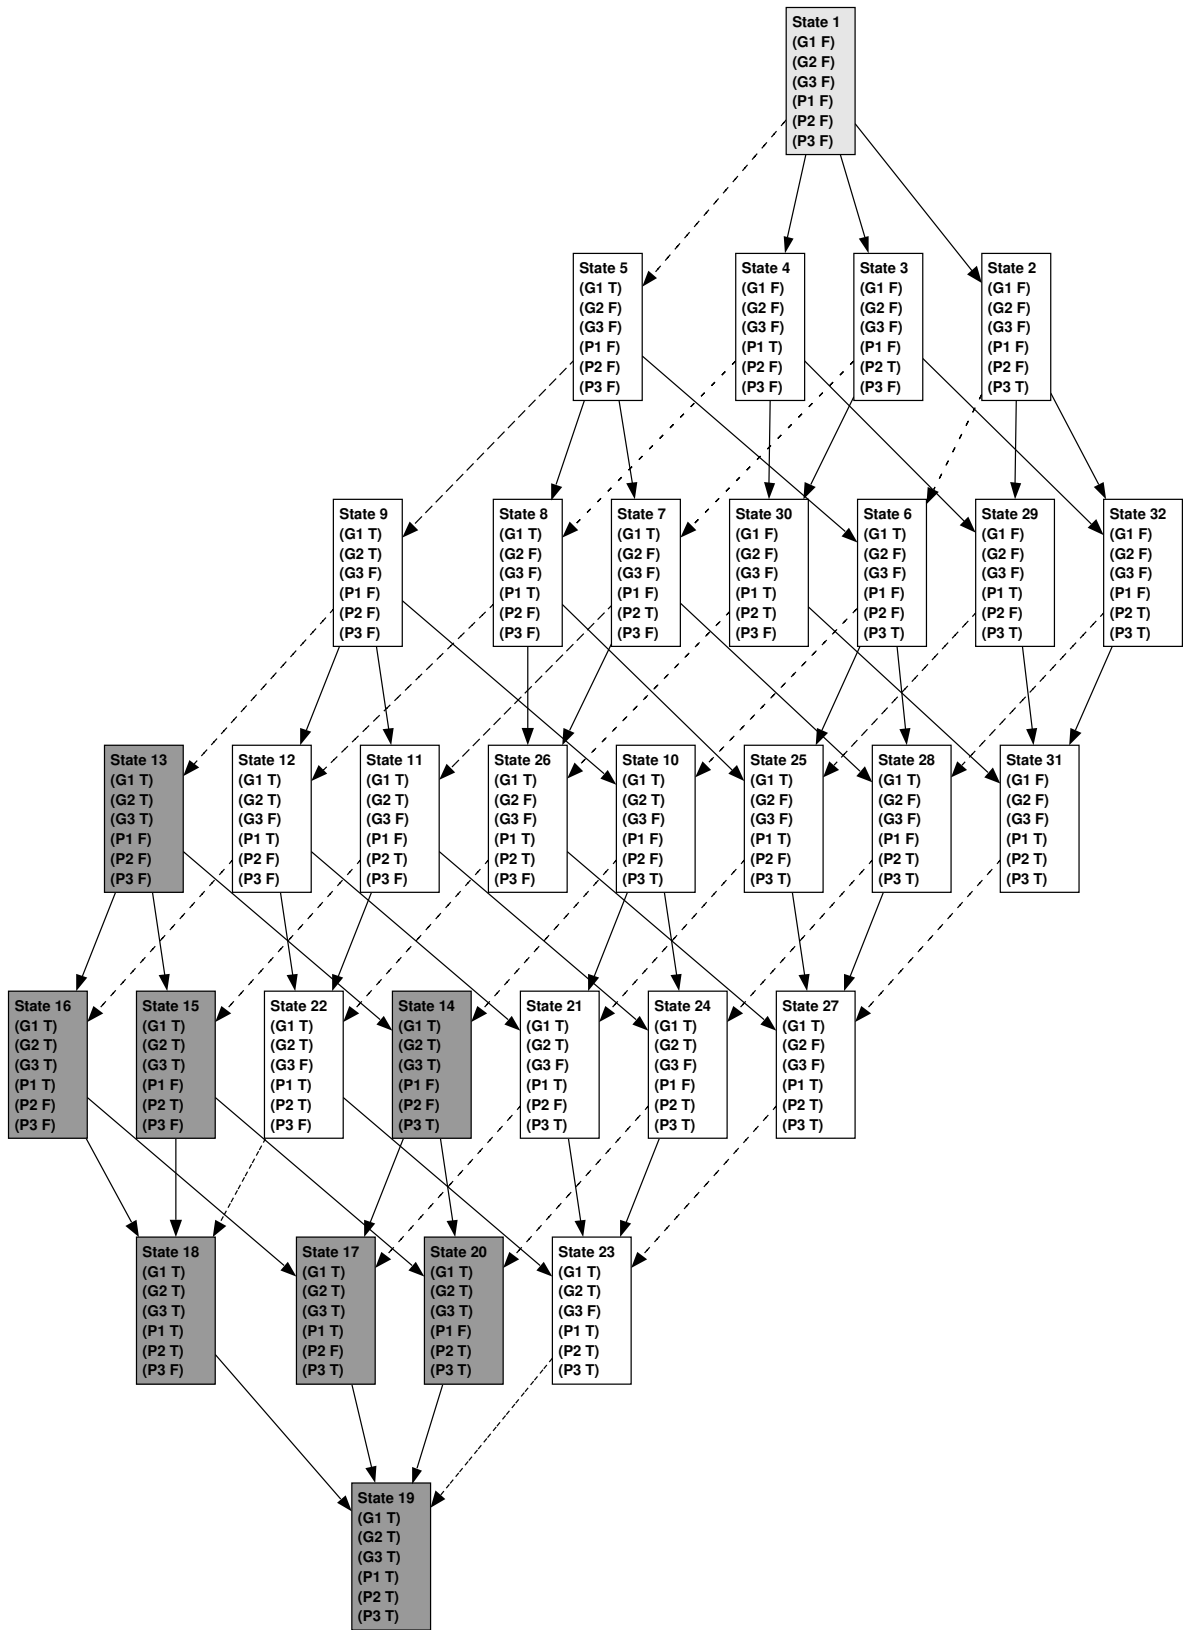 State 1
(G1 F)
(G2 F)
(G3 F)
(P1 F)
(P2 F)
(P3 F)
State 5
(G1 T)
(G2 F)
(G3 F)
(P1 F)
(P2 F)
(P3 F)
State 4
(G1 F)
(G2 F)
(G3 F)
(P1 T)
(P2 F)
(P3 F)
State 3
(G1 F)
(G2 F)
(G3 F)
(P1 F)
(P2 T)
(P3 F)
State 2
(G1 F)
(G2 F)
(G3 F)
(P1 F)
(P2 F)
(P3 T)
State 9
(G1 T)
(G2 T)
(G3 F)
(P1 F)
(P2 F)
(P3 F)
State 8
(G1 T)
(G2 F)
(G3 F)
(P1 T)
(P2 F)
(P3 F)
State 7
(G1 T)
(G2 F)
(G3 F)
(P1 F)
(P2 T)
(P3 F)
State 30
(G1 F)
(G2 F)
(G3 F)
(P1 T)
(P2 T)
(P3 F)
State 6
(G1 T)
(G2 F)
(G3 F)
(P1 F)
(P2 F)
(P3 T)
State 29
(G1 F)
(G2 F)
(G3 F)
(P1 T)
(P2 F)
(P3 T)
State 32
(G1 F)
(G2 F)
(G3 F)
(P1 F)
(P2 T)
(P3 T)
State 13
(G1 T)
(G2 T)
(G3 T)
(P1 F)
(P2 F)
(P3 F)
State 12
(G1 T)
(G2 T)
(G3 F)
(P1 T)
(P2 F)
(P3 F)
State 11
(G1 T)
(G2 T)
(G3 F)
(P1 F)
(P2 T)
(P3 F)
State 26
(G1 T)
(G2 F)
(G3 F)
(P1 T)
(P2 T)
(P3 F)
State 10
(G1 T)
(G2 T)
(G3 F)
(P1 F)
(P2 F)
(P3 T)
State 25
(G1 T)
(G2 F)
(G3 F)
(P1 T)
(P2 F)
(P3 T)
State 28
(G1 T)
(G2 F)
(G3 F)
(P1 F)
(P2 T)
(P3 T)
State 31
(G1 F)
(G2 F)
(G3 F)
(P1 T)
(P2 T)
(P3 T)
State 16
(G1 T)
(G2 T)
(G3 T)
(P1 T)
(P2 F)
(P3 F)
State 15
(G1 T)
(G2 T)
(G3 T)
(P1 F)
(P2 T)
(P3 F)
State 22
(G1 T)
(G2 T)
(G3 F)
(P1 T)
(P2 T)
(P3 F)
State 14
(G1 T)
(G2 T)
(G3 T)
(P1 F)
(P2 F)
(P3 T)
State 21
(G1 T)
(G2 T)
(G3 F)
(P1 T)
(P2 F)
(P3 T)
State 24
(G1 T)
(G2 T)
(G3 F)
(P1 F)
(P2 T)
(P3 T)
State 27
(G1 T)
(G2 F)
(G3 F)
(P1 T)
(P2 T)
(P3 T)
State 18
(G1 T)
(G2 T)
(G3 T)
(P1 T)
(P2 T)
(P3 F)
State 17
(G1 T)
(G2 T)
(G3 T)
(P1 T)
(P2 F)
(P3 T)
State 20
(G1 T)
(G2 T)
(G3 T)
(P1 F)
(P2 T)
(P3 T)
State 23
(G1 T)
(G2 T)
(G3 F)
(P1 T)
(P2 T)
(P3 T)
State 19
(G1 T)
(G2 T)
(G3 T)
(P1 T)
(P2 T)
(P3 T)